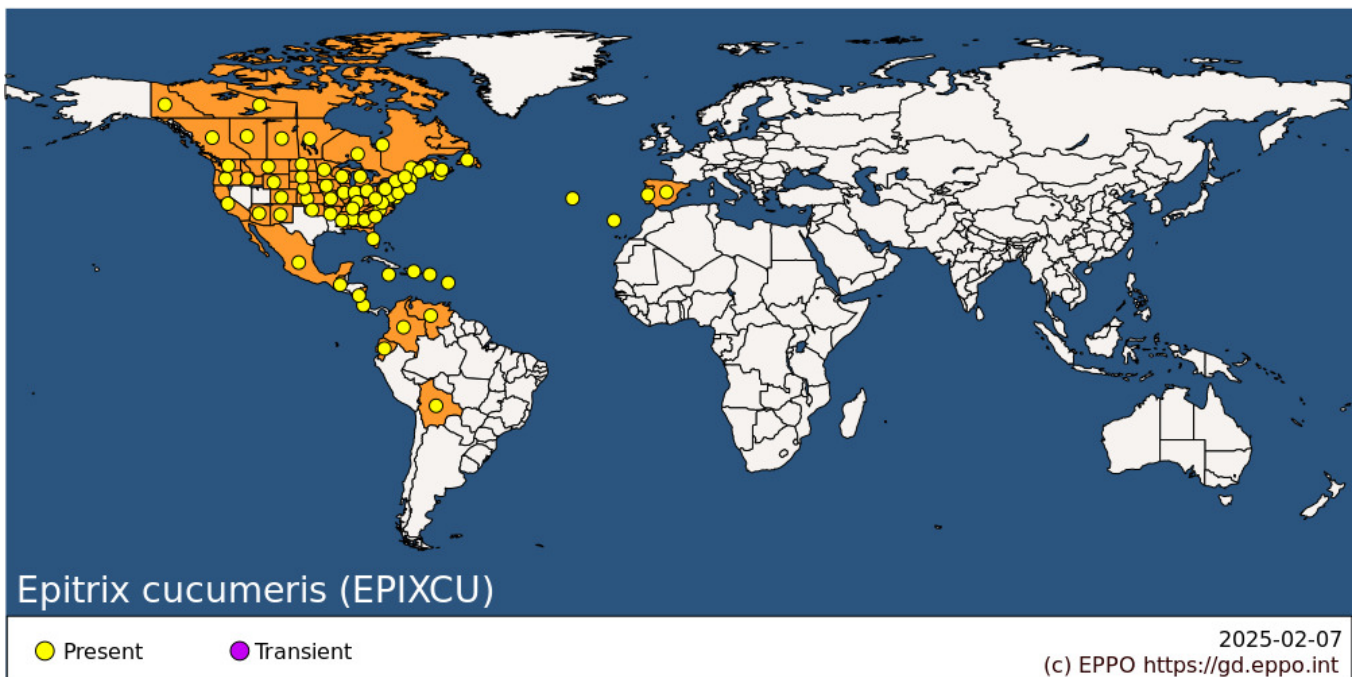 Epitrix cucumeris (EPIXCU)
Present
Transient
2025-02-07
(c) EPPO https://gd.eppo.int